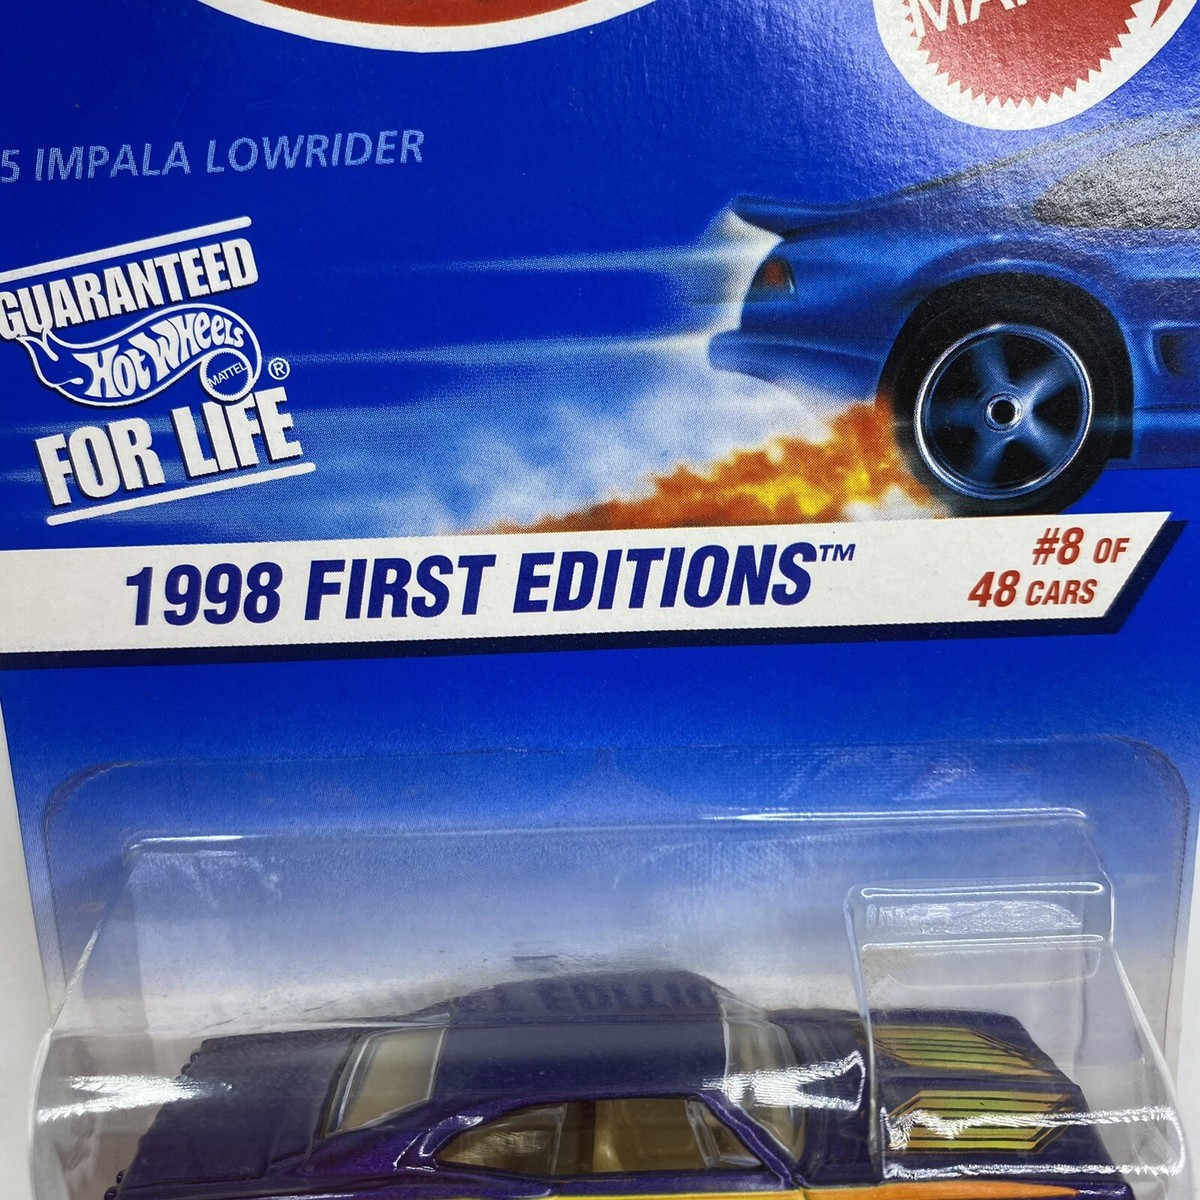 5 IMPALA LOWRIDER
GUARANTEED
HOT WHEELS
MATTEL
®
FOR LIFE
1998 FIRST EDITIONS™
#8 OF
48 CARS